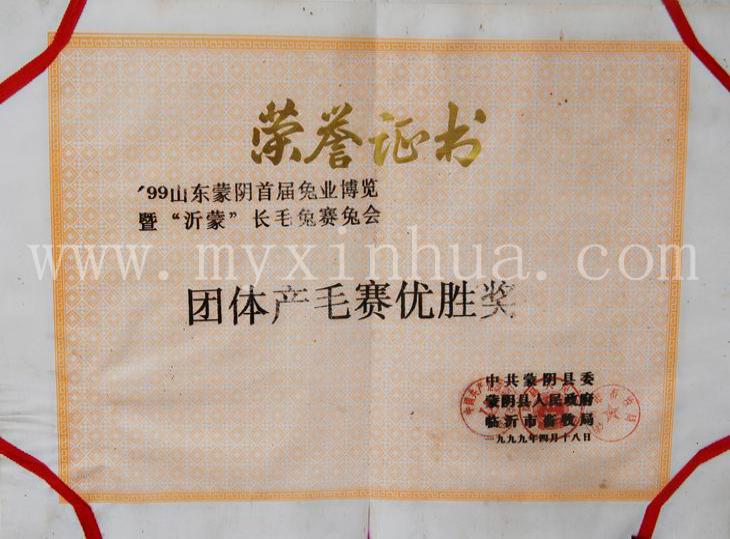 荣誉证书
'99山东蒙阴首届兔业博览
暨“沂蒙”长毛兔赛兔会
www.myxinhua.com
团体产毛赛优胜奖
中共蒙阴县委
蒙阴县人民政府
临沂市畜牧局
一九九九年四月十八日